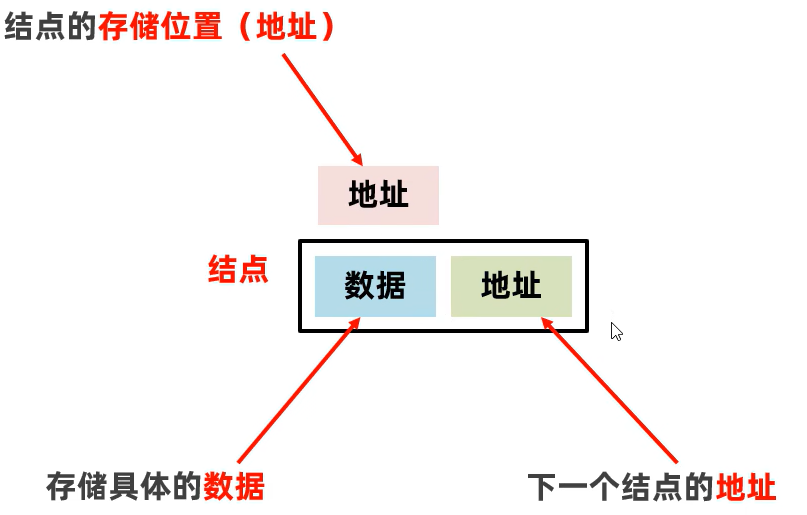 结点的存储位置（地址）
地址
结点
数据 地址
存储具体的数据
下一个结点的地址